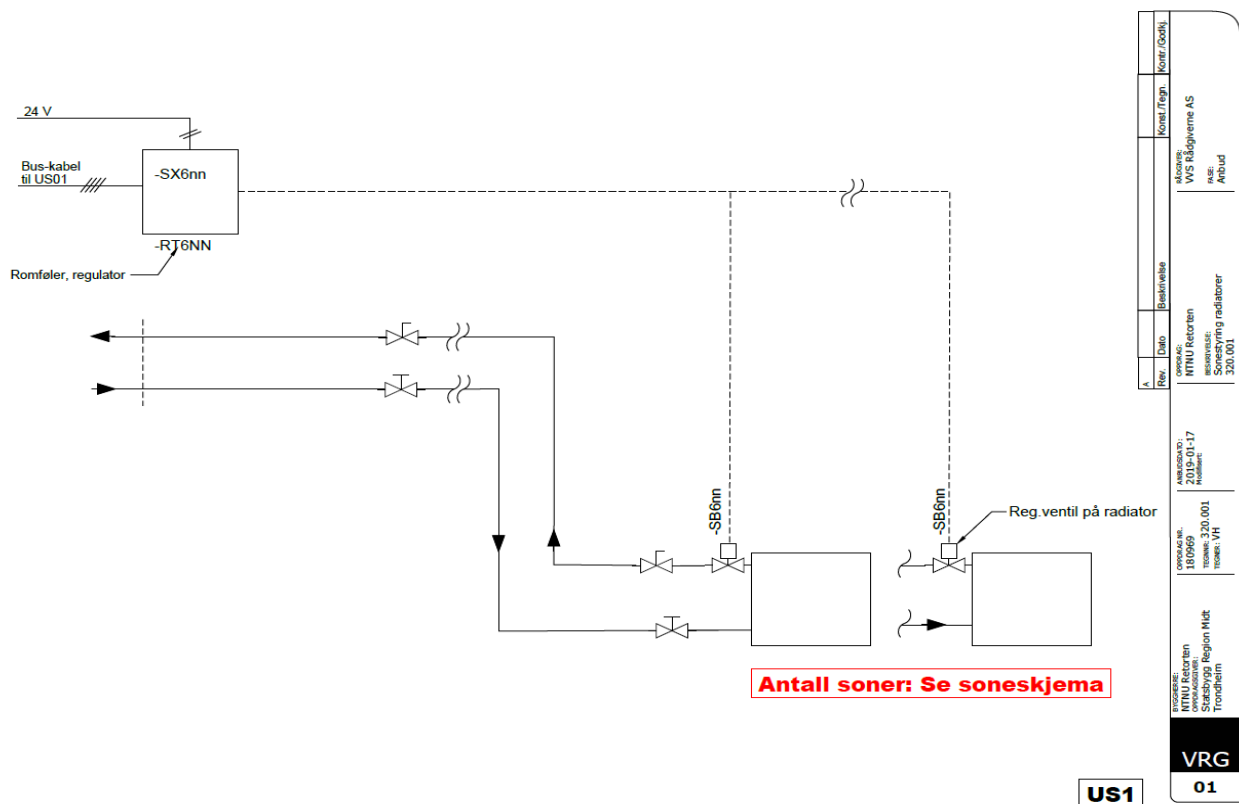 24 V
Bus-kabel
til US01
-SX6nn
-RT6NN
Romføler, regulator
-SB6nn
-SB6nn
Reg.ventil på radiator
Antall soner: Se soneskjema
US1
A
Rev.
Dato
Beskrivelse
Konst./Tegn.
Kontr./Godkj.
RÅDGIVER:
VVS Rådgiverne AS
FASE:
Anbud
OPPDRAG:
NTNU Retorten
BESKRIVELSE:
Sonestyring radiatorer
320.001
ANBUDSDATO:
2019-01-17
Modifisert:
OPPDRAG NR.
180969
TEGNNR: 320.001
TEGNER: VH
BYGGHERRE:
NTNU Retorten
OPPDRAGSGIVER:
Statsbygg Region Midt
Trondheim
VRG
01